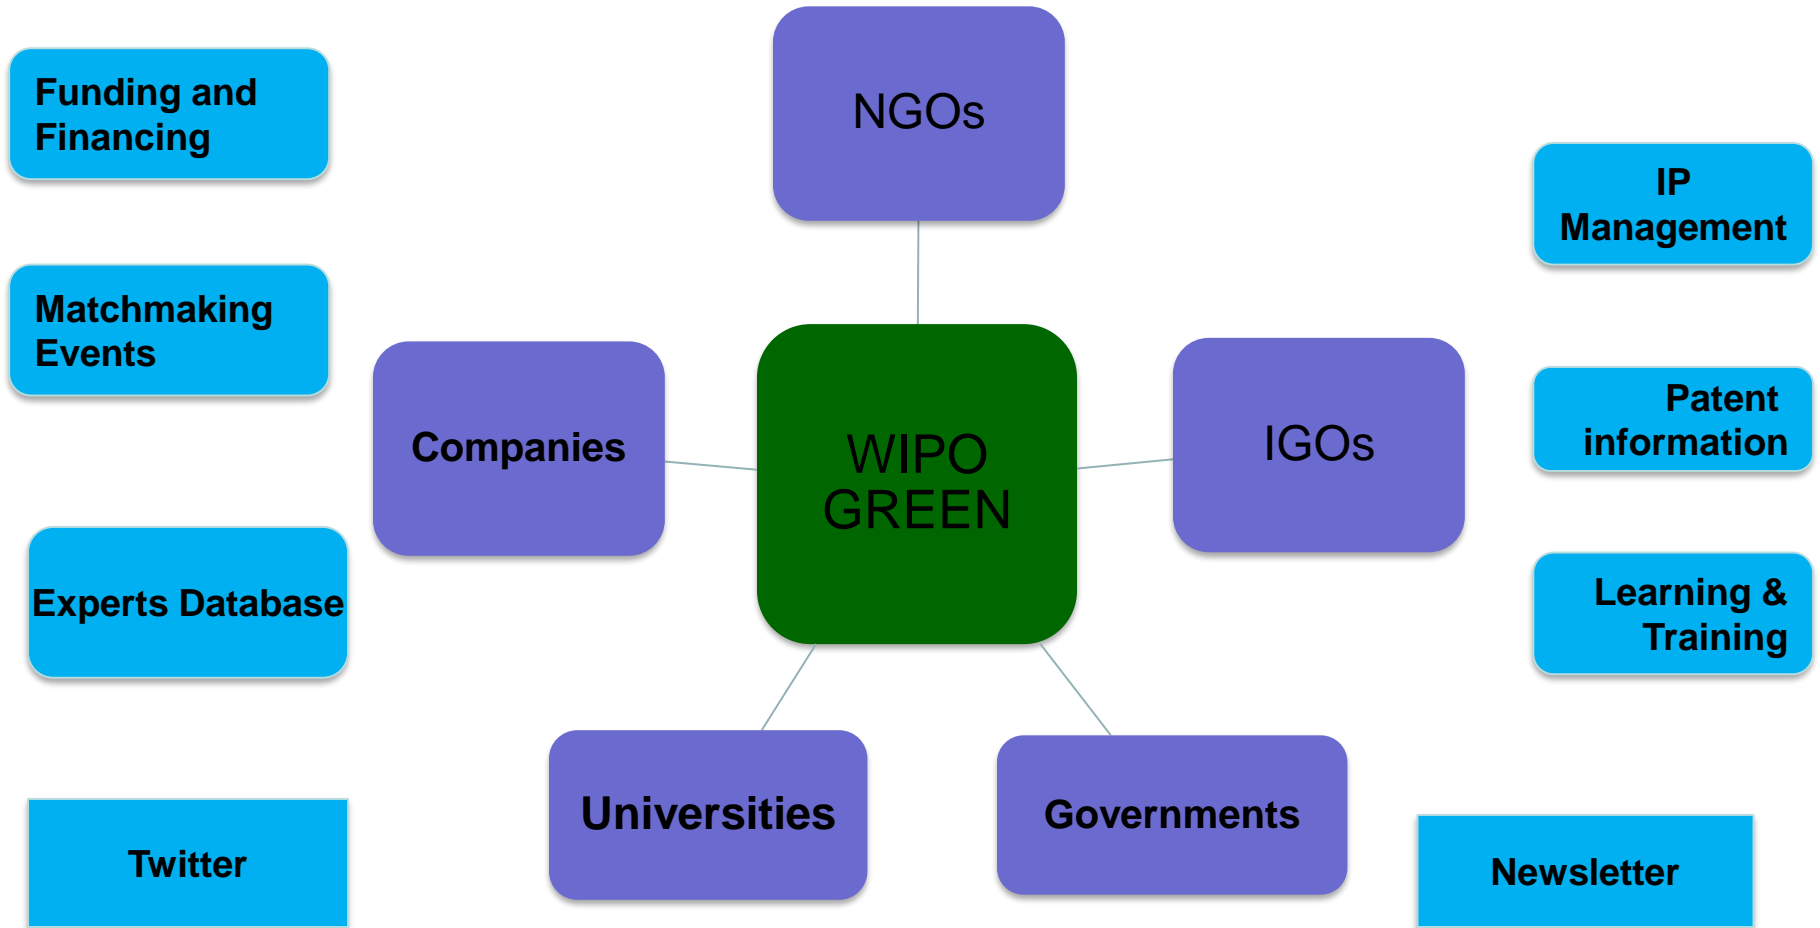 NGOs
Funding and
Financing
IP
Management
Matchmaking
Events
Companies
WIPO
GREEN
IGOs
Patent
information
Experts Database
Learning &
Training
Universities
Governments
Twitter
Newsletter